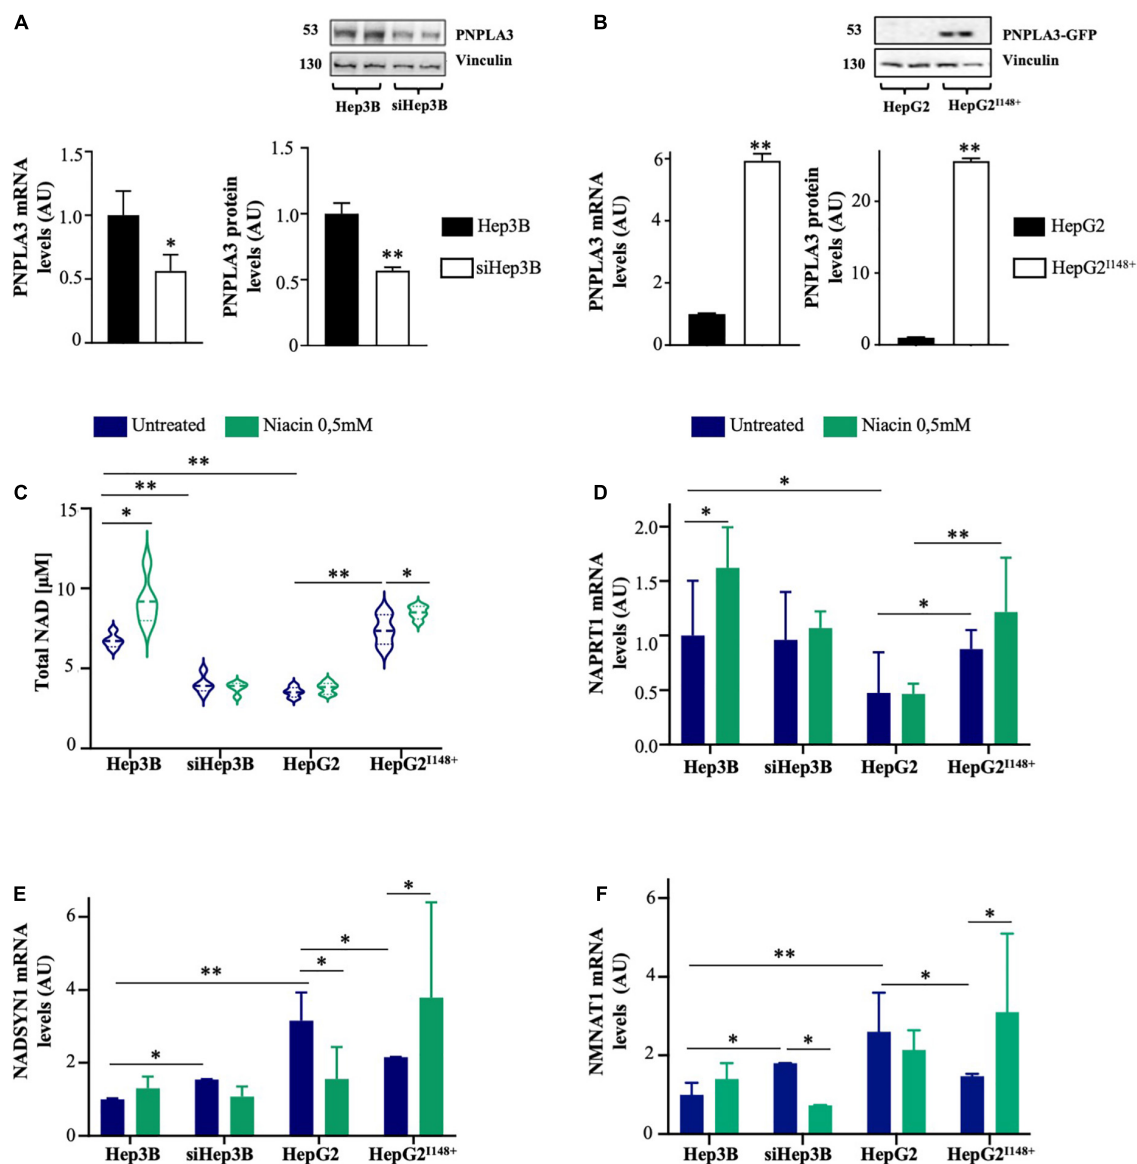 A
53
PNPLA3
130
Vinculin
Hep3B
siHep3B
PNPLA3 mRNA
levels (AU)
1.5
1.0
0.5
0
*
PNPLA3 protein
levels (AU)
1.5
1.0
0.5
0
**
Hep3B
siHep3B
B
53
PNPLA3-GFP
130
Vinculin
HepG2
HepG2I148+
PNPLA3 mRNA
levels (AU)
6
4
2
0
**
PNPLA3 protein
levels (AU)
20
10
0
**
HepG2
HepG2I148+
Untreated
Niacin 0,5mM
C
Total NAD [µM]
15
10
5
0
**
**
*
**
*
Hep3B
siHep3B
HepG2
HepG2I148+
Untreated
Niacin 0,5mM
D
NAPRT1 mRNA
levels (AU)
2.0
1.5
1.0
0.5
0.0
*
*
**
*
Hep3B
siHep3B
HepG2
HepG2I148+
E
NADSYN1 mRNA
levels (AU)
6
4
2
0
*
**
*
*
*
Hep3B
siHep3B
HepG2
HepG2I148+
F
NMNAT1 mRNA
levels (AU)
6
4
2
0
*
**
*
*
*
Hep3B
siHep3B
HepG2
HepG2I148+